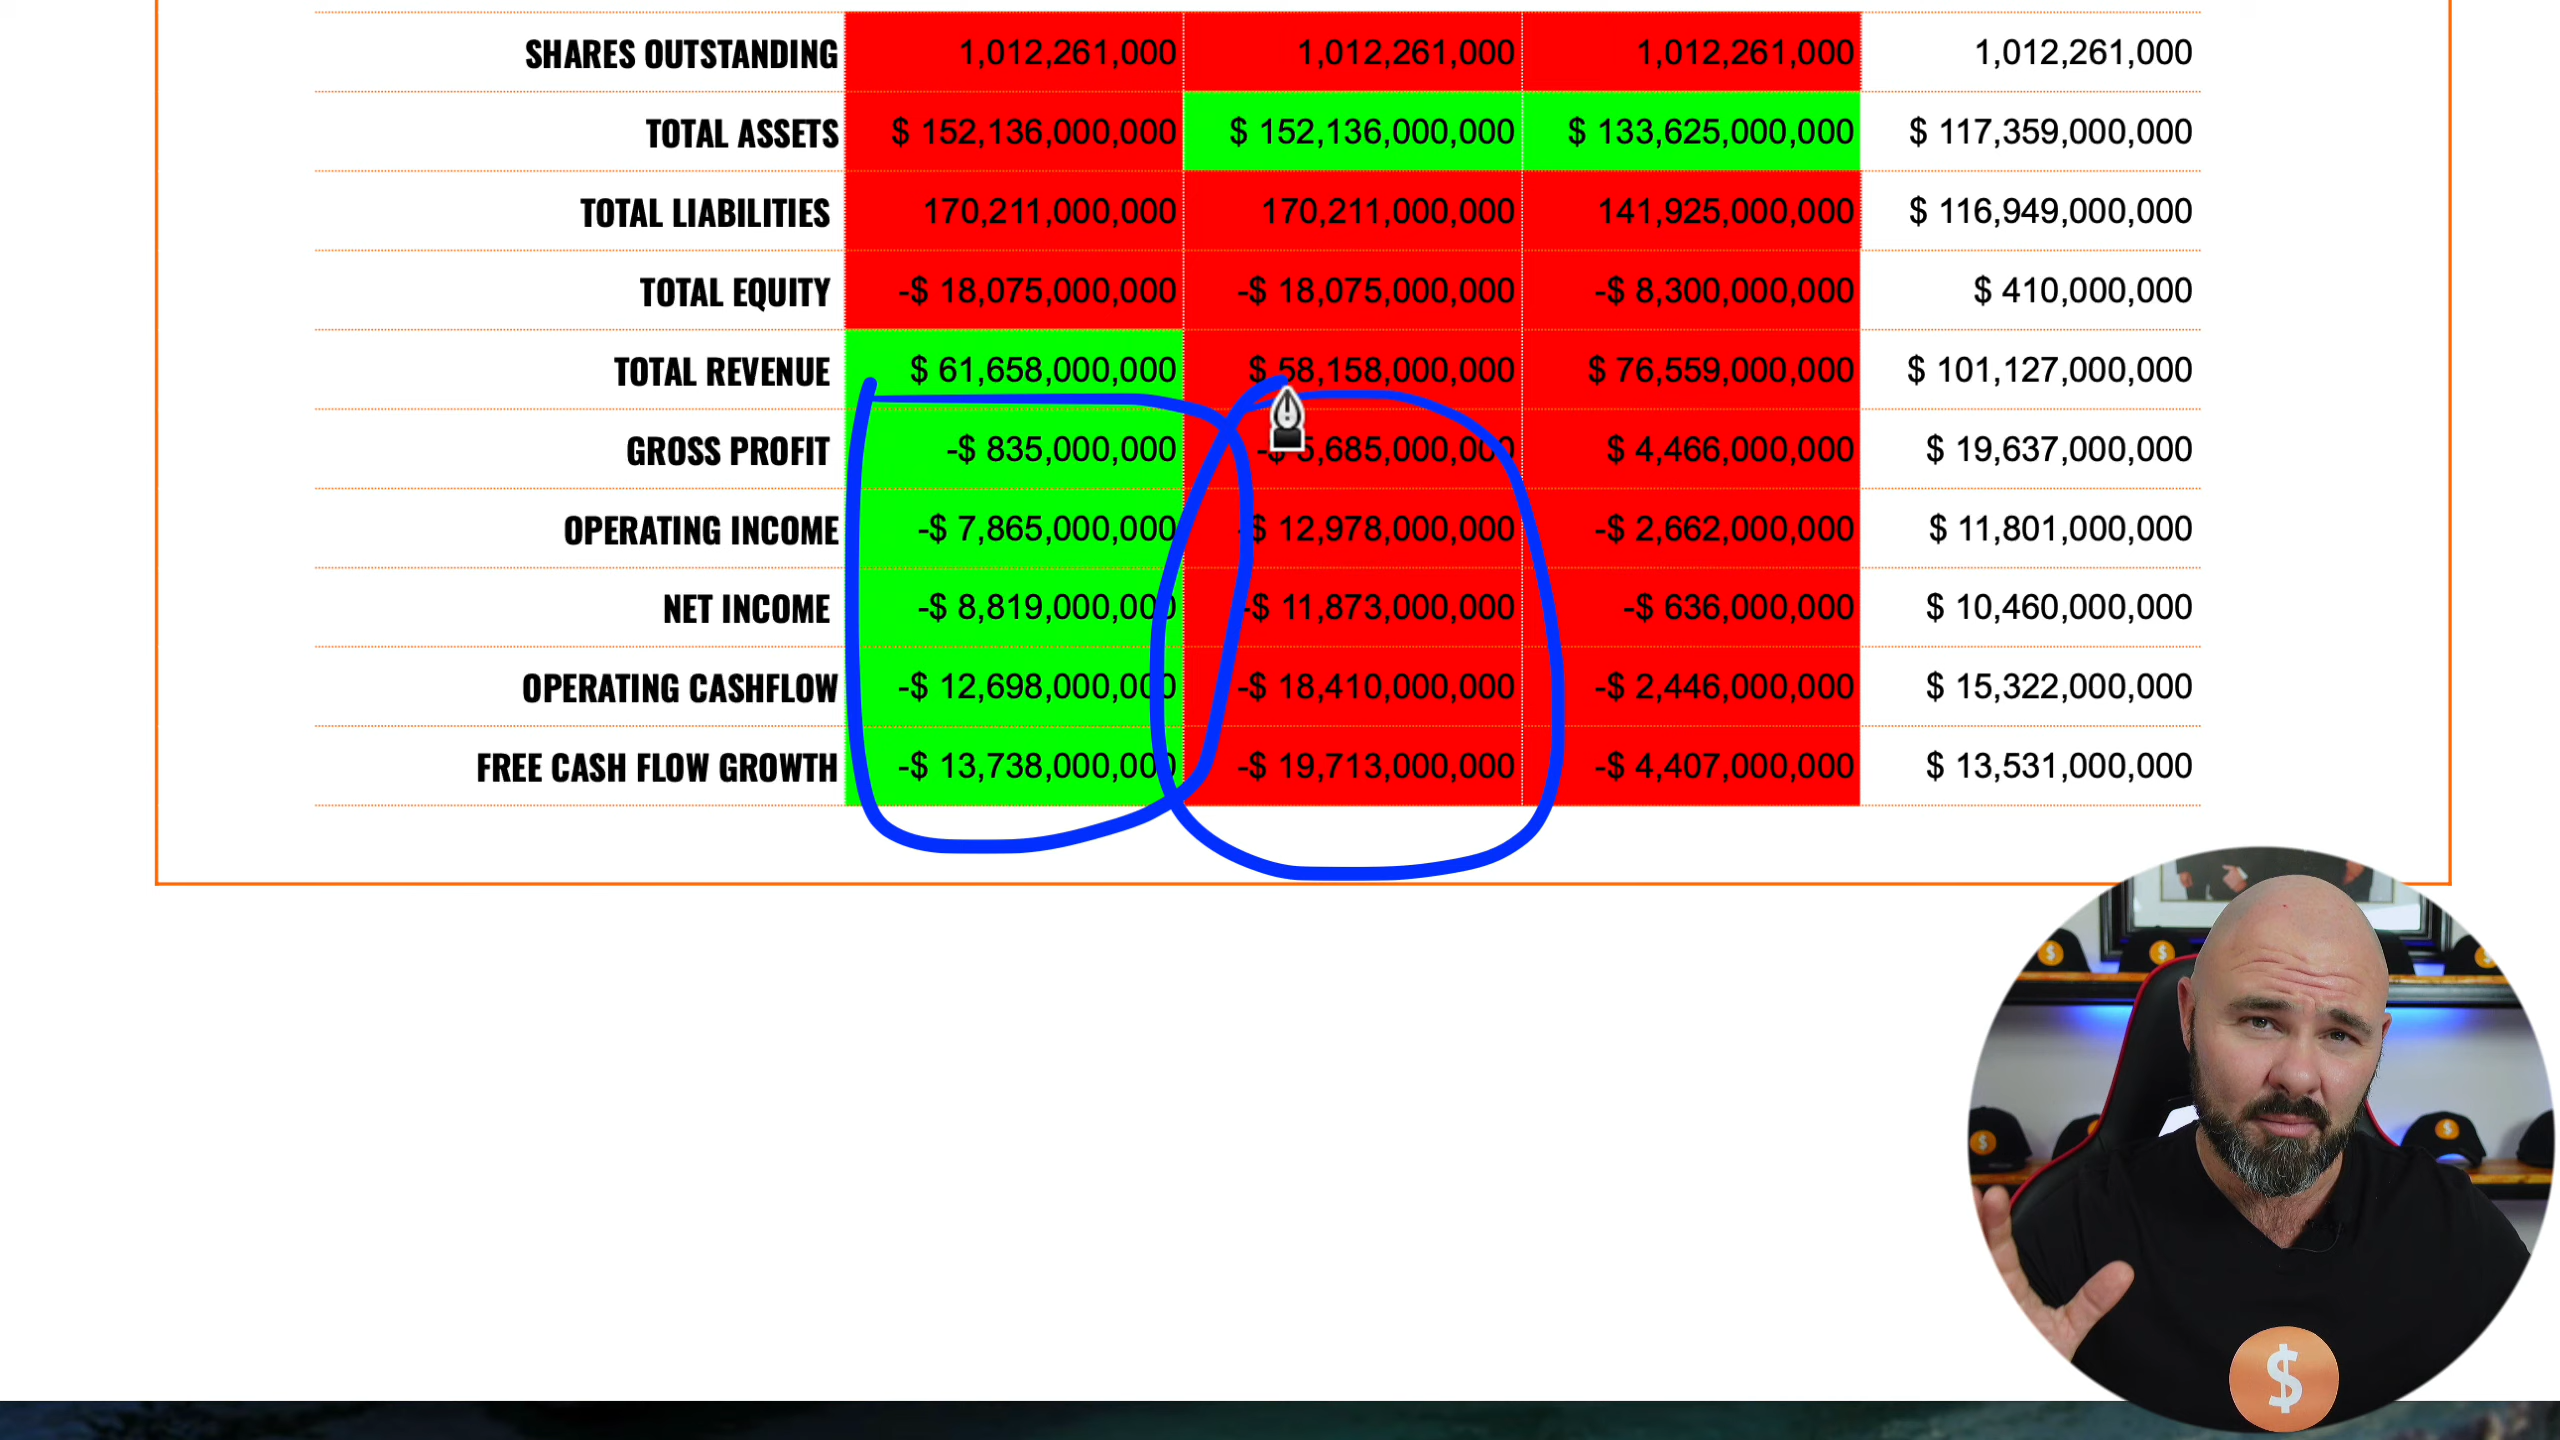 SHARES OUTSTANDING 1,012,261,000 1,012,261,000 1,012,261,000 1,012,261,000
TOTAL ASSETS $ 152,136,000,000 $ 152,136,000,000 $ 133,625,000,000 $ 117,359,000,000
TOTAL LIABILITIES 170,211,000,000 170,211,000,000 141,925,000,000 $ 116,949,000,000
TOTAL EQUITY -$ 18,075,000,000 -$ 18,075,000,000 -$ 8,300,000,000 $ 410,000,000
TOTAL REVENUE $ 61,658,000,000 $ 58,158,000,000 $ 76,559,000,000 $ 101,127,000,000
GROSS PROFIT -$ 835,000,000 -$ 5,685,000,000 $ 4,466,000,000 $ 19,637,000,000
OPERATING INCOME -$ 7,865,000,000 -$ 12,978,000,000 -$ 2,662,000,000 $ 11,801,000,000
NET INCOME -$ 8,819,000,000 -$ 11,873,000,000 -$ 636,000,000 $ 10,460,000,000
OPERATING CASHFLOW -$ 12,698,000,000 -$ 18,410,000,000 -$ 2,446,000,000 $ 15,322,000,000
FREE CASH FLOW GROWTH -$ 13,738,000,000 -$ 19,713,000,000 -$ 4,407,000,000 $ 13,531,000,000
$
$
$
$
$
$